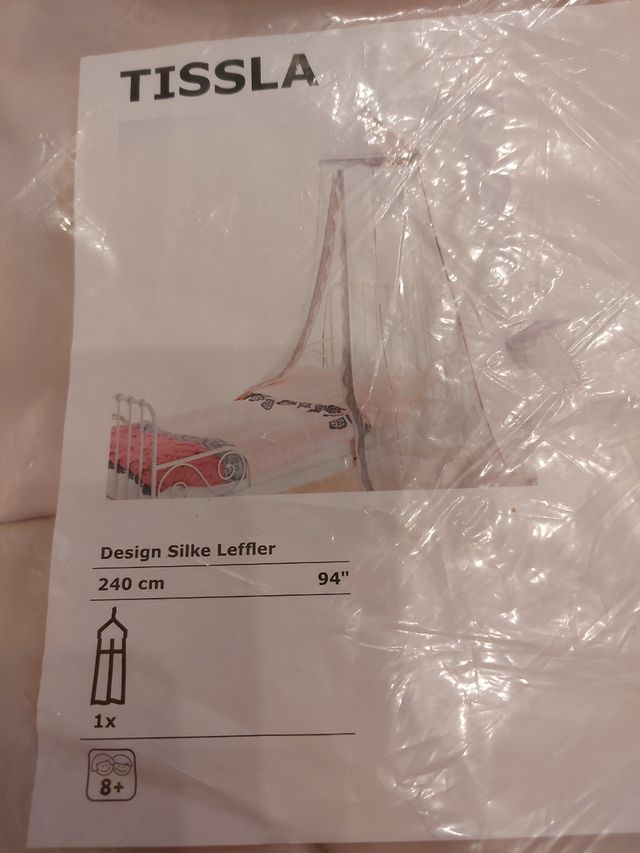 TISSLA
Design Silke Leffler
240 cm 94"
1x
8+